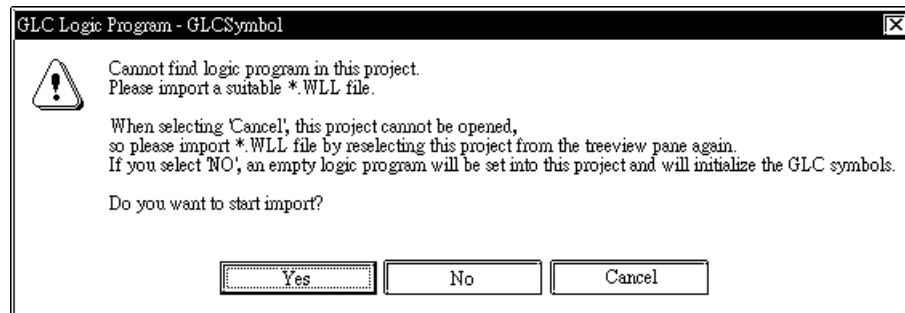 GLC Logic Program - GLCSymbol
Cannot find logic program in this project.
Please import a suitable *.WLL file.
When selecting 'Cancel', this project cannot be opened,
so please import *.WLL file by reselecting this project from the treeview pane again.
If you select 'NO', an empty logic program will be set into this project and will initialize the GLC symbols.
Do you want to start import?
Yes No Cancel